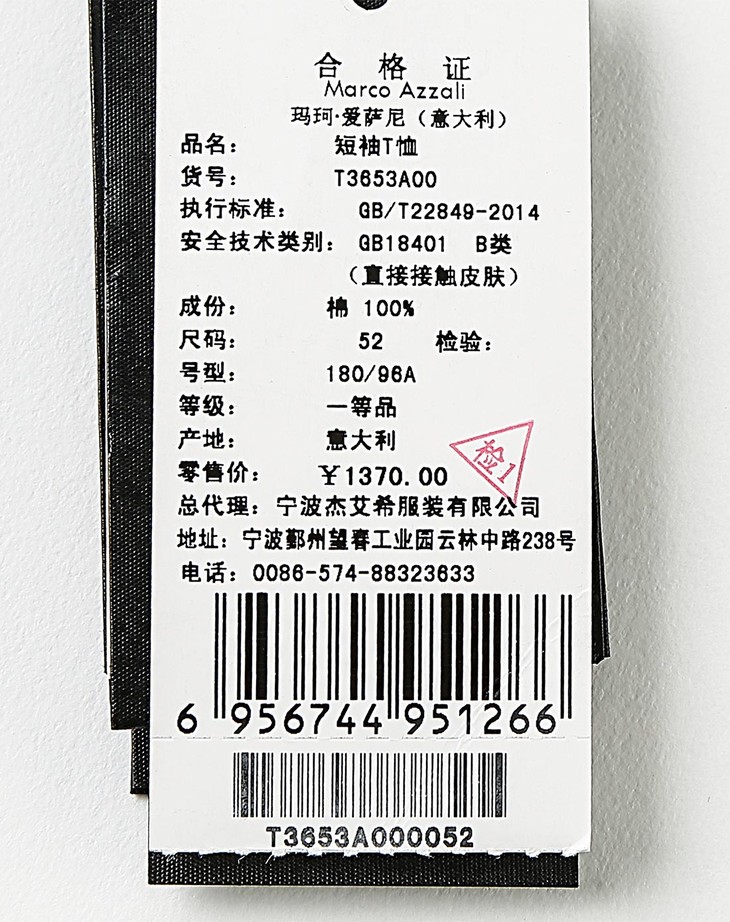 合格证
Marco Azzali
玛珂·爱萨尼（意大利）
品名： 短袖T恤
货号： T3653A00
执行标准： GB/T22849-2014
安全技术类别： GB18401 B类
（直接接触皮肤）
成份： 棉 100%
尺码： 52 检验：
号型： 180/96A
等级： 一等品
产地： 意大利
检1
零售价： ￥1370.00
总代理：宁波杰艾希服装有限公司
地址：宁波鄞州望春工业园云林中路238号
电话：0086-574-88323633
6 956744 951266
T3653A000052